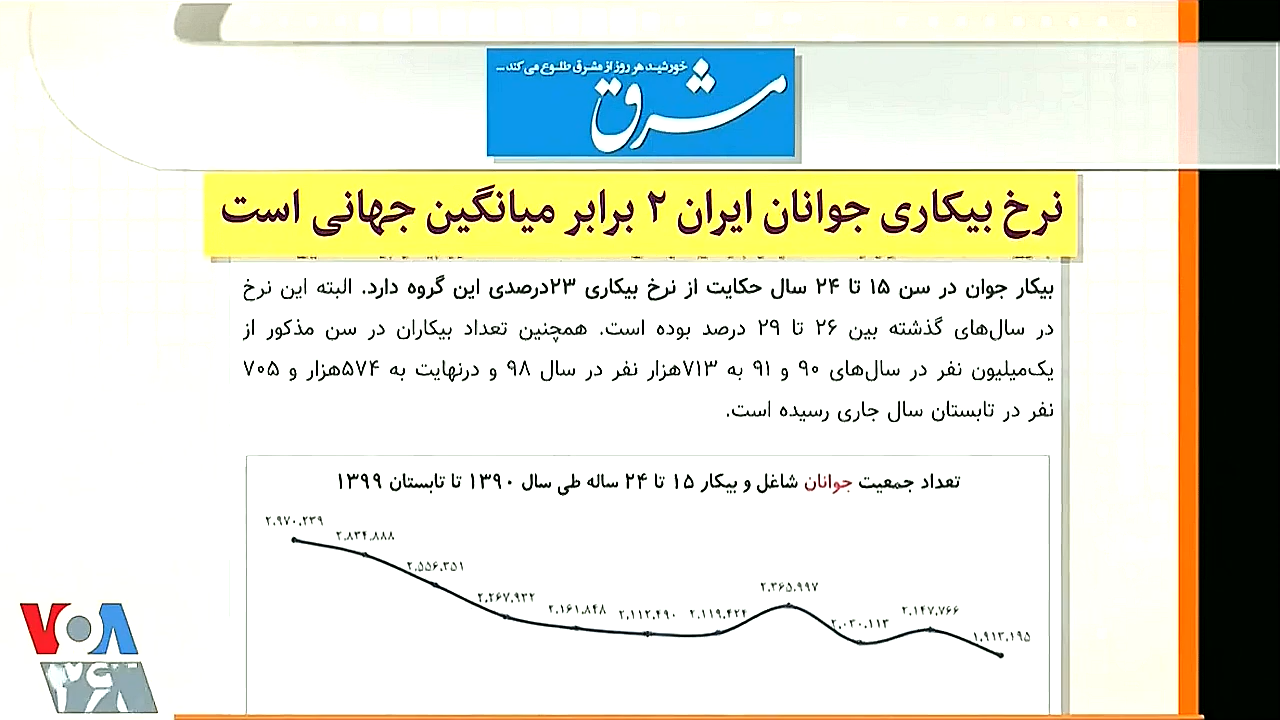 خورشید هر روز از مشرق طلوع می کند...
مشرق
نرخ بیکاری جوانان ایران ۲ برابر میانگین جهانی است
بیکار جوان در سن ۱۵ تا ۲۴ سال حکایت از نرخ بیکاری ۲۳درصدی این گروه دارد. البته این نرخ
در سال‌های گذشته بین ۲۶ تا ۲۹ درصد بوده است. همچنین تعداد بیکاران در سن مذکور از
یک‌میلیون نفر در سال‌های ۹۰ و ۹۱ به ۷۱۳هزار نفر در سال ۹۸ و درنهایت به ۵۷۴هزار و ۷۰۵
نفر در تابستان سال جاری رسیده است.
تعداد جمعیت جوانان شاغل و بیکار ۱۵ تا ۲۴ ساله طی سال ۱۳۹۰ تا تابستان ۱۳۹۹
۲،۹۷۰،۲۳۹
۲،۸۳۴،۸۸۸
۲،۵۵۶،۳۵۱
۲،۲۶۷،۹۳۲
۲،۱۶۱،۸۴۸
۲،۱۱۲،۴۹۰
۲،۱۱۹،۴۲۴
۲،۳۶۵،۹۹۷
۲،۰۳۰،۱۱۳
۲،۱۴۷،۷۶۶
۱،۹۱۳،۱۹۵
VOA